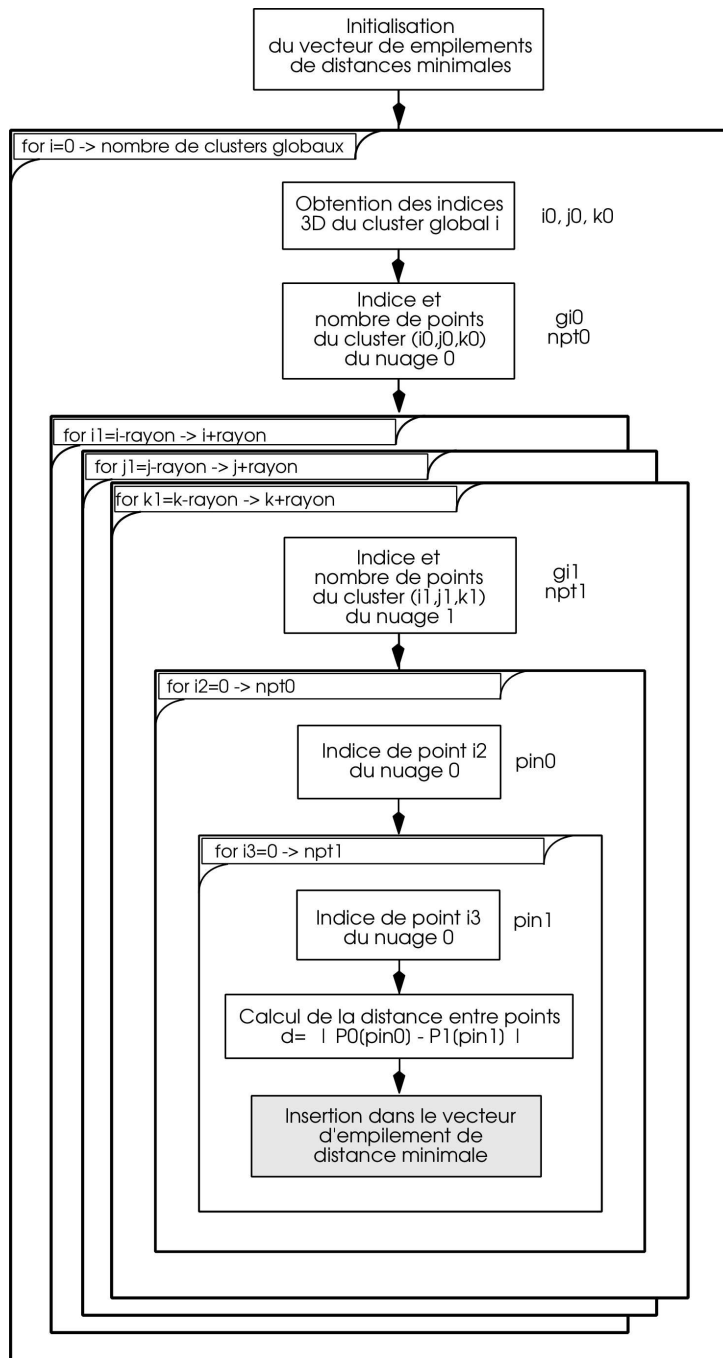 Initialisation
du vecteur de empilements
de distances minimales
for i=0 -> nombre de clusters globaux
Obtention des indices
3D du cluster global i
i0, j0, k0
Indice et
nombre de points
du cluster (i0,j0,k0)
du nuage 0
gi0
npt0
for i1=i-rayon -> i+rayon
for j1=j-rayon -> j+rayon
for k1=k-rayon -> k+rayon
Indice et
nombre de points
du cluster (i1,j1,k1)
du nuage 1
gi1
npt1
for i2=0 -> npt0
Indice de point i2
du nuage 0
pin0
for i3=0 -> npt1
Indice de point i3
du nuage 0
pin1
Calcul de la distance entre points
d= | P0(pin0) - P1(pin1) |
Insertion dans le vecteur
d'empilement de
distance minimale